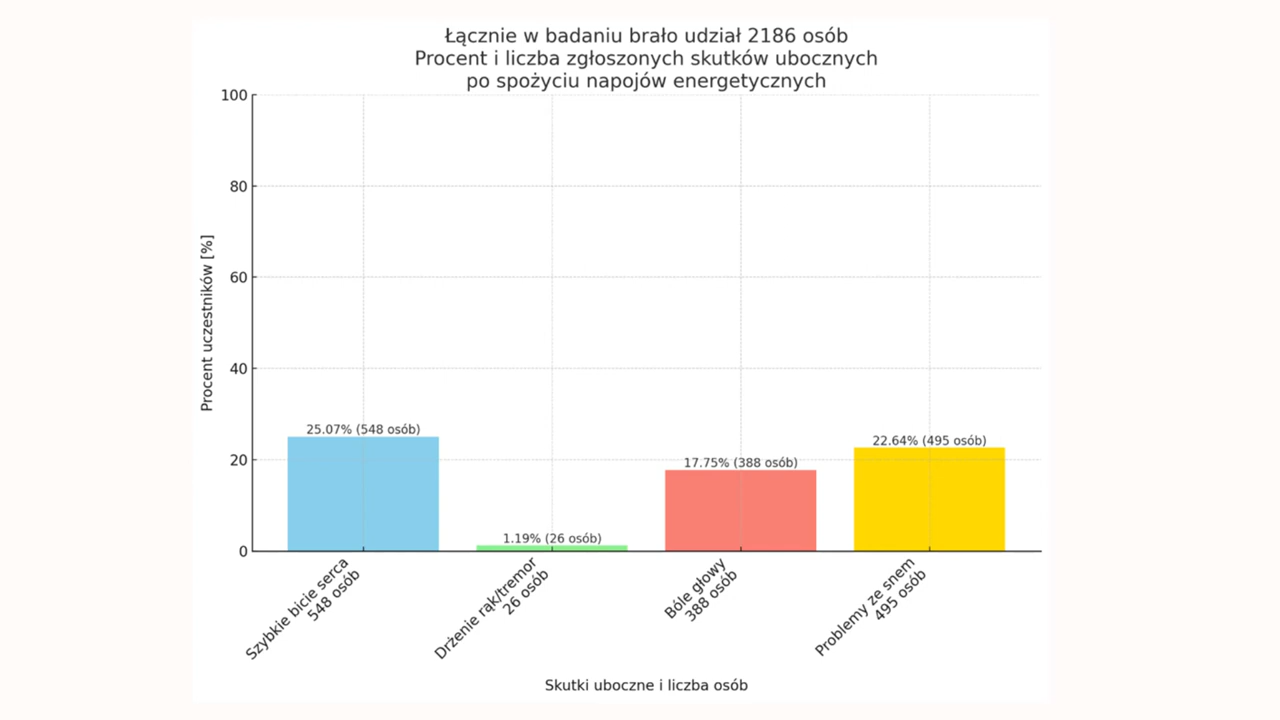 Łącznie w badaniu brało udział 2186 osób
Procent i liczba zgłoszonych skutków ubocznych
po spożyciu napojów energetycznych
Procent uczestników [%]
100
80
60
40
20
0
25.07% (548 osób)
1.19% (26 osób)
17.75% (388 osób)
22.64% (495 osób)
Szybkie bicie serca
548 osób
Drżenie rąk/tremor
26 osób
Bóle głowy
388 osób
Problemy ze snem
495 osób
Skutki uboczne i liczba osób